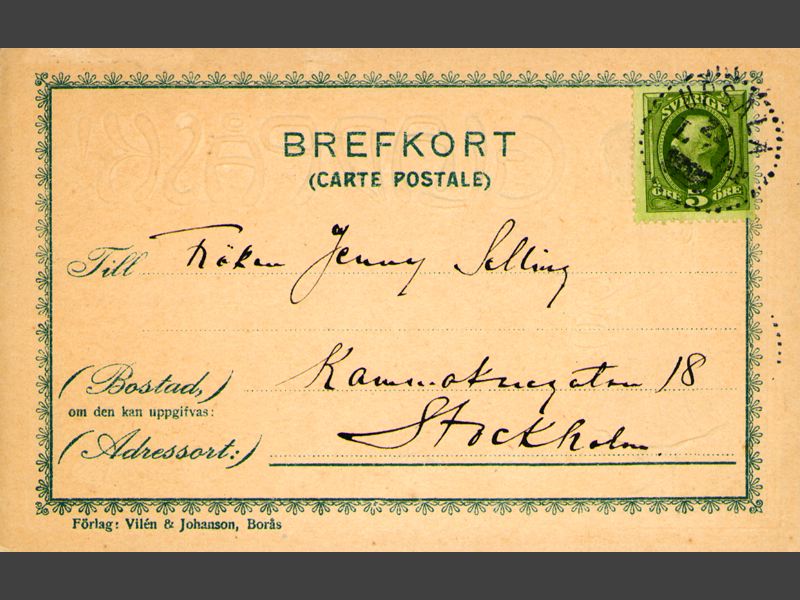 BREFKORT
(CARTE POSTALE)
UPSALA
SVERIGE
5 ÖRE
Till Fröken Jenny Selling
(Bostad,) Kammakaregatan 18
om den kan uppgifvas:
(Adressort:) Stockholm
Förlag: Vilén & Johanson, Borås